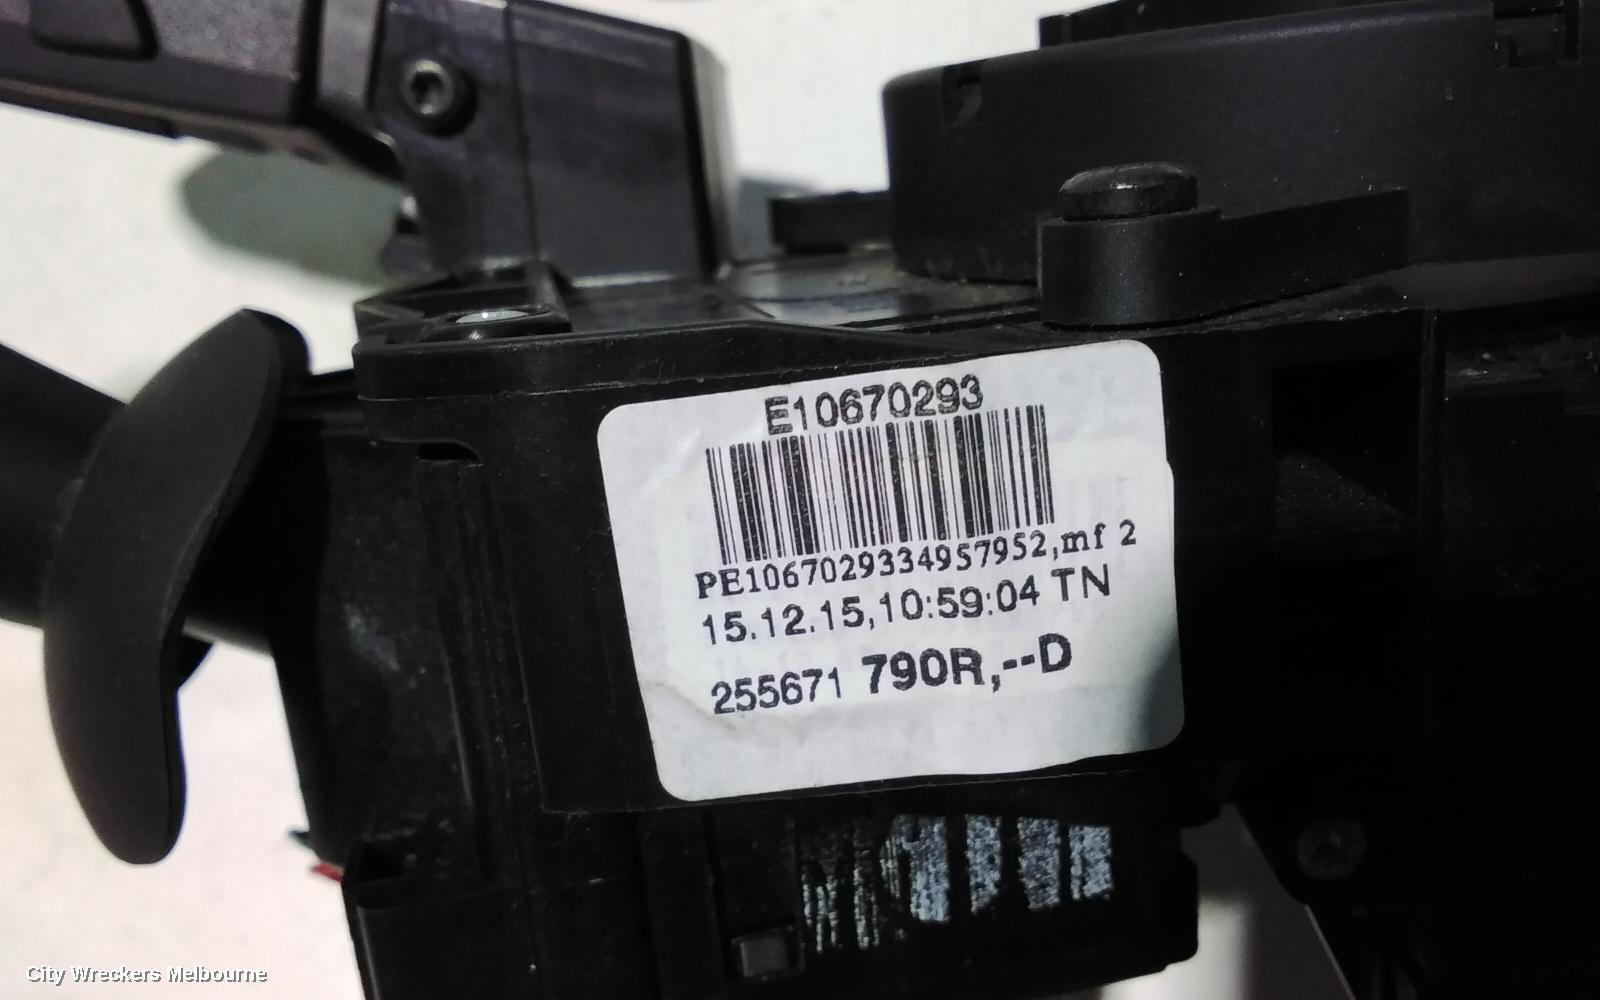 E10670293
PE1067029334957952,mf 2
15.12.15,10:59:04 TN
255671 790R,--D
City Wreckers Melbourne